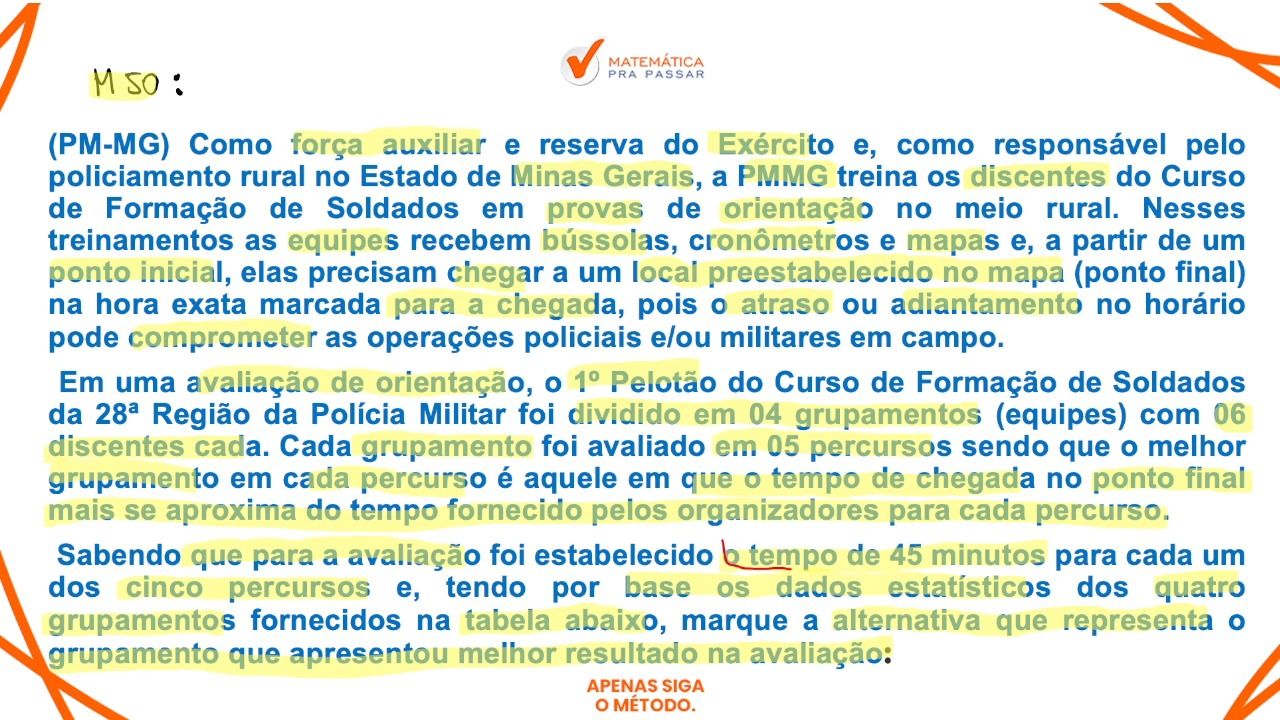 MATEMÁTICA
PRA PASSAR
M50:
(PM-MG) Como força auxiliar e reserva do Exército e, como responsável pelo
policiamento rural no Estado de Minas Gerais, a PMMG treina os discentes do Curso
de Formação de Soldados em provas de orientação no meio rural. Nesses
treinamentos as equipes recebem bússolas, cronômetros e mapas e, a partir de um
ponto inicial, elas precisam chegar a um local preestabelecido no mapa (ponto final)
na hora exata marcada para a chegada, pois o atraso ou adiantamento no horário
pode comprometer as operações policiais e/ou militares em campo.
Em uma avaliação de orientação, o 1º Pelotão do Curso de Formação de Soldados
da 28ª Região da Polícia Militar foi dividido em 04 grupamentos (equipes) com 06
discentes cada. Cada grupamento foi avaliado em 05 percursos sendo que o melhor
grupamento em cada percurso é aquele em que o tempo de chegada no ponto final
mais se aproxima do tempo fornecido pelos organizadores para cada percurso.
Sabendo que para a avaliação foi estabelecido o tempo de 45 minutos para cada um
dos cinco percursos e, tendo por base os dados estatísticos dos quatro
grupamentos fornecidos na tabela abaixo, marque a alternativa que representa o
grupamento que apresentou melhor resultado na avaliação:
APENAS SIGA
O MÉTODO.